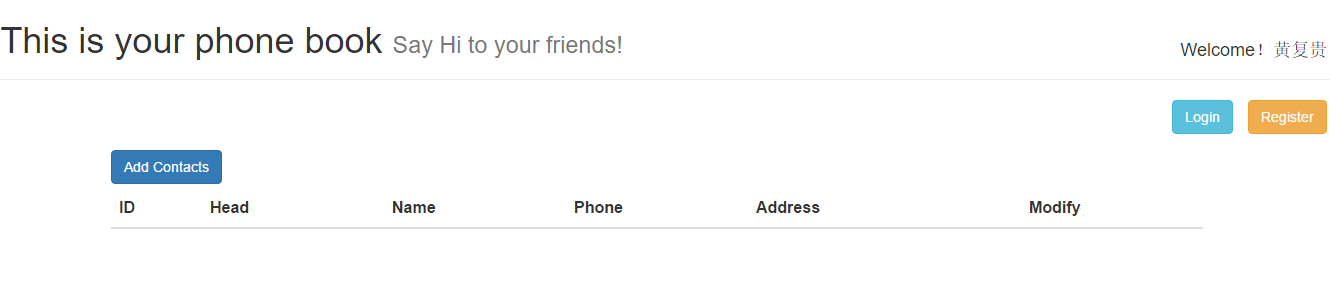 This is your phone book Say Hi to your friends!
Welcome！黄复贵
Login Register
Add Contacts
ID Head Name Phone Address Modify